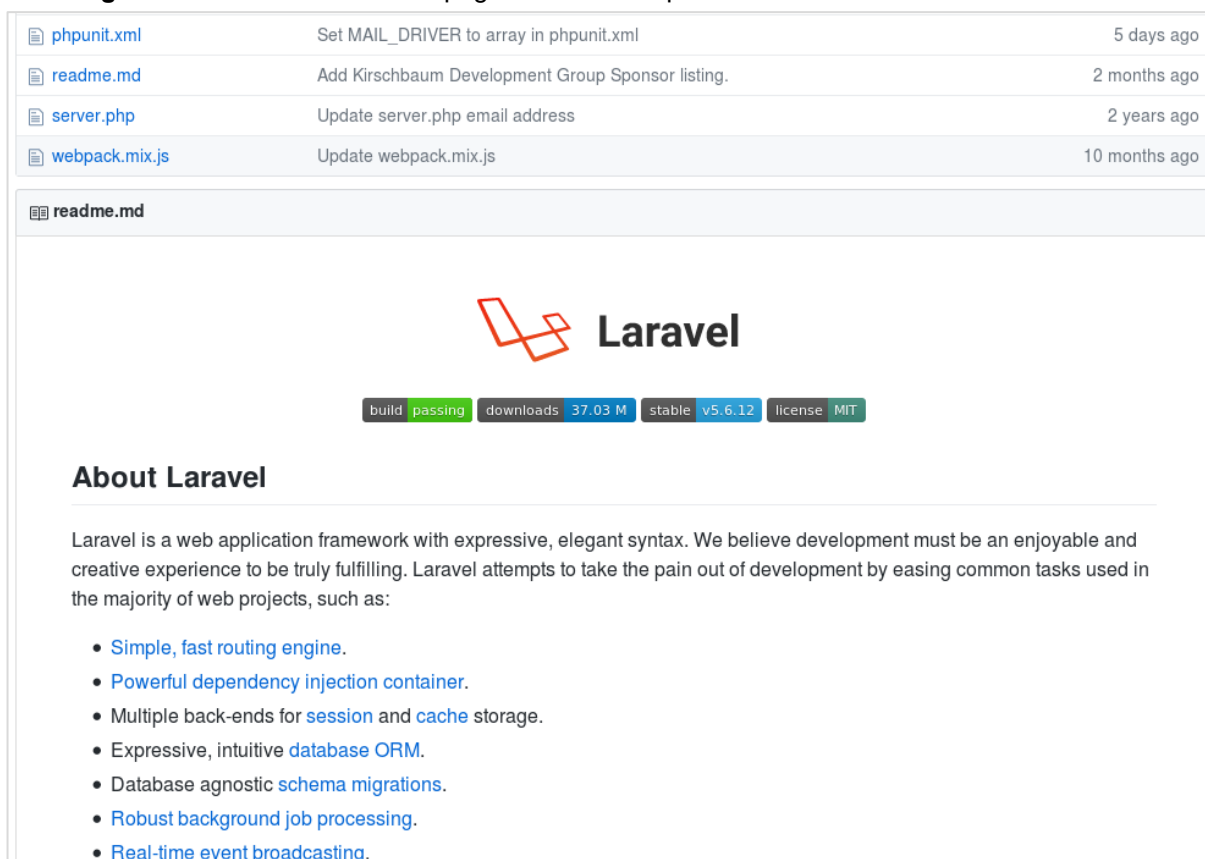 phpunit.xml Set MAIL_DRIVER to array in phpunit.xml 5 days ago
readme.md Add Kirschbaum Development Group Sponsor listing. 2 months ago
server.php Update server.php email address 2 years ago
webpack.mix.js Update webpack.mix.js 10 months ago
readme.md
Laravel
build passing downloads 37.03 M stable v5.6.12 license MIT
About Laravel
Laravel is a web application framework with expressive, elegant syntax. We believe development must be an enjoyable and
creative experience to be truly fulfilling. Laravel attempts to take the pain out of development by easing common tasks used in
the majority of web projects, such as:
• Simple, fast routing engine.
• Powerful dependency injection container.
• Multiple back-ends for session and cache storage.
• Expressive, intuitive database ORM.
• Database agnostic schema migrations.
• Robust background job processing.
• Real-time event broadcasting.